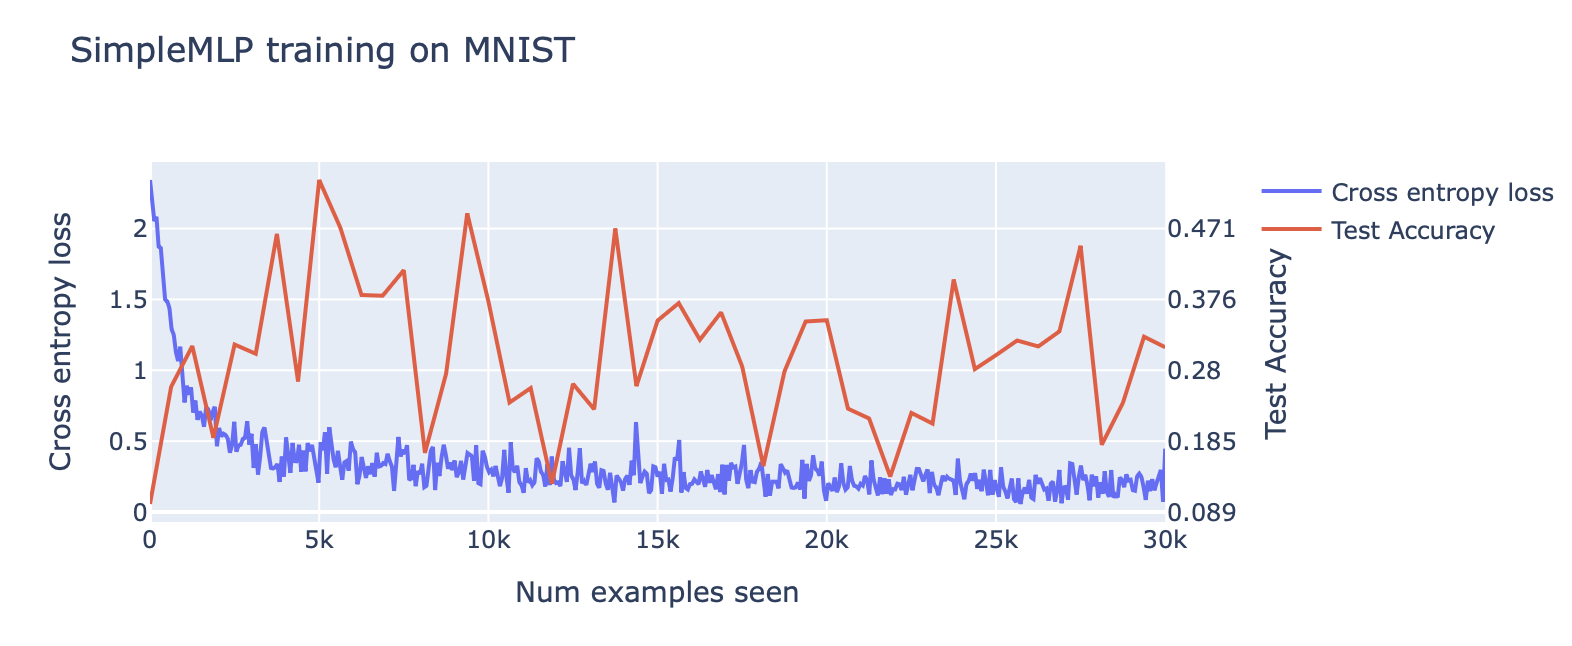 SimpleMLP training on MNIST
Cross entropy loss
Test Accuracy
Cross entropy loss
2
1.5
1
0.5
0
0.471
0.376
0.28
0.185
0.089
Test Accuracy
0
5k
10k
15k
20k
25k
30k
Num examples seen